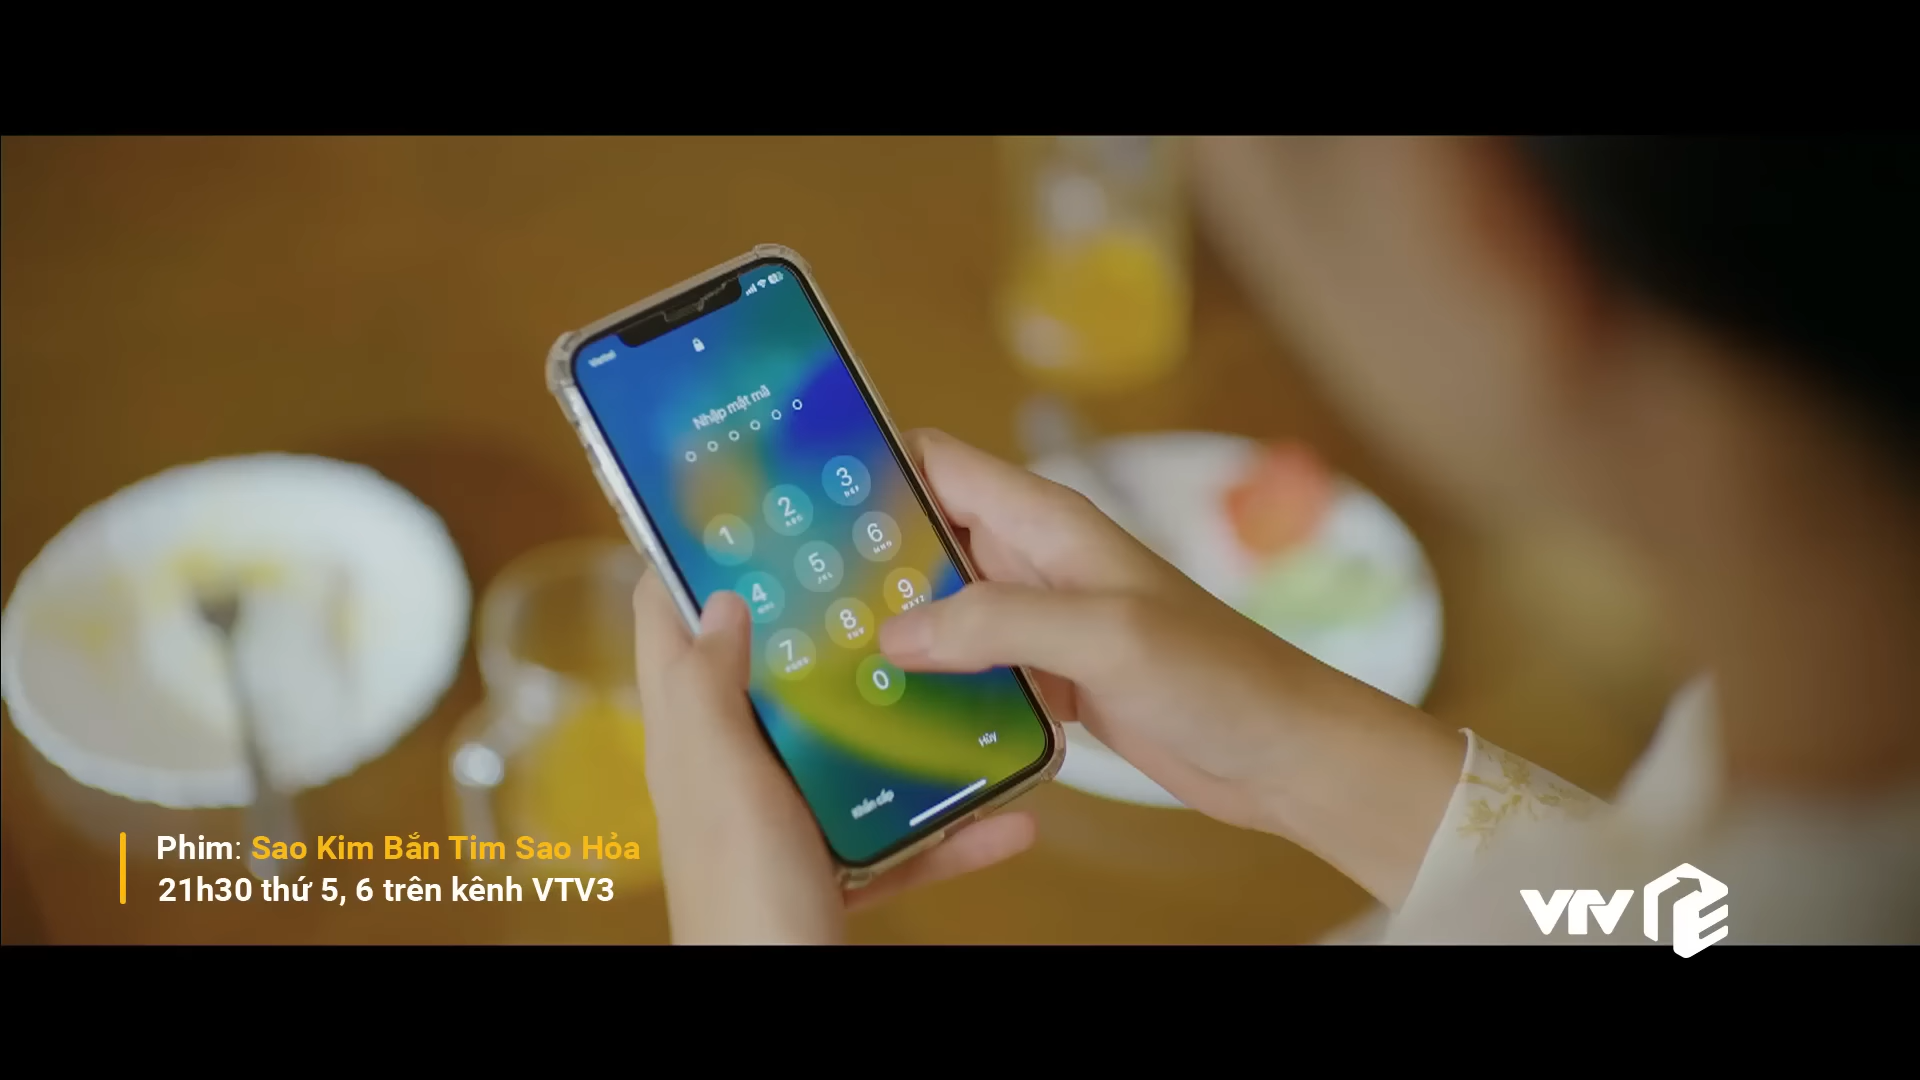 Viettel
Nhập mật mã
1
2
ABC
3
DEF
4
GHI
5
JKL
6
MNO
7
PQRS
8
TUV
9
WXYZ
0
Hủy
Khẩn cấp
Phim: Sao Kim Bắn Tim Sao Hỏa
21h30 thứ 5, 6 trên kênh VTV3
VTV